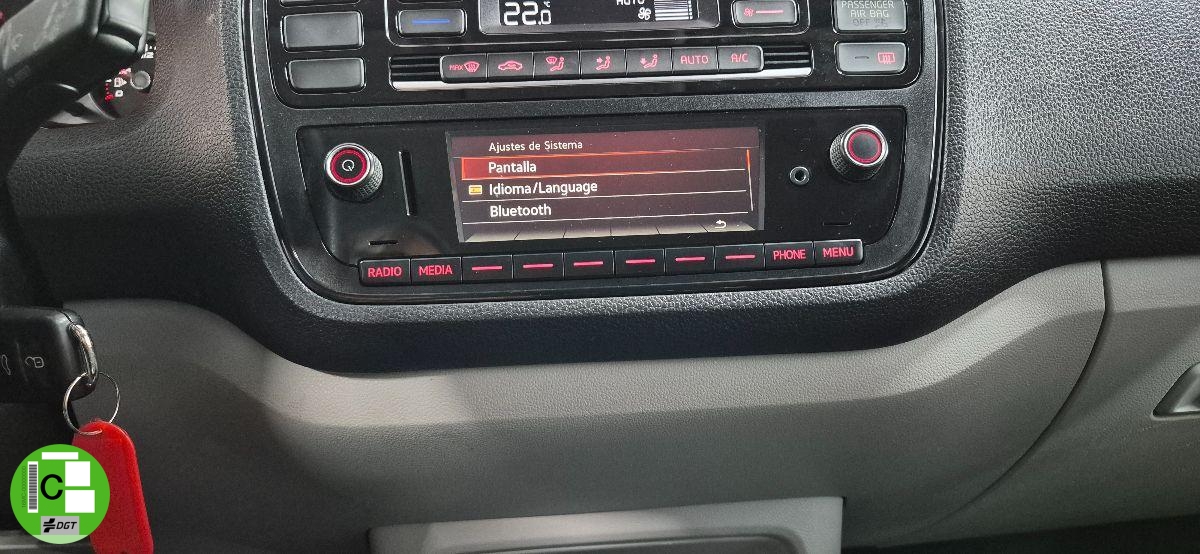 22.0
AUTO
PASSENGER
AIR BAG
OFF
MAX
AUTO
A/C
Ajustes de Sistema
Pantalla
Idioma/Language
Bluetooth
RADIO
MEDIA
PHONE
MENU
C
DGT